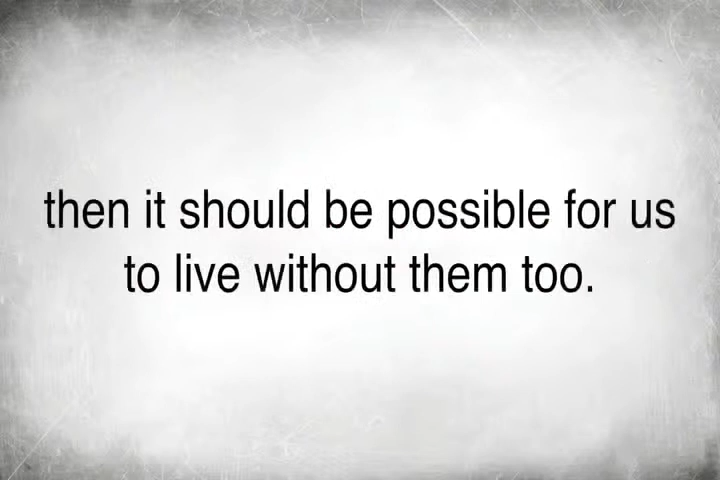 then it should be possible for us
to live without them too.